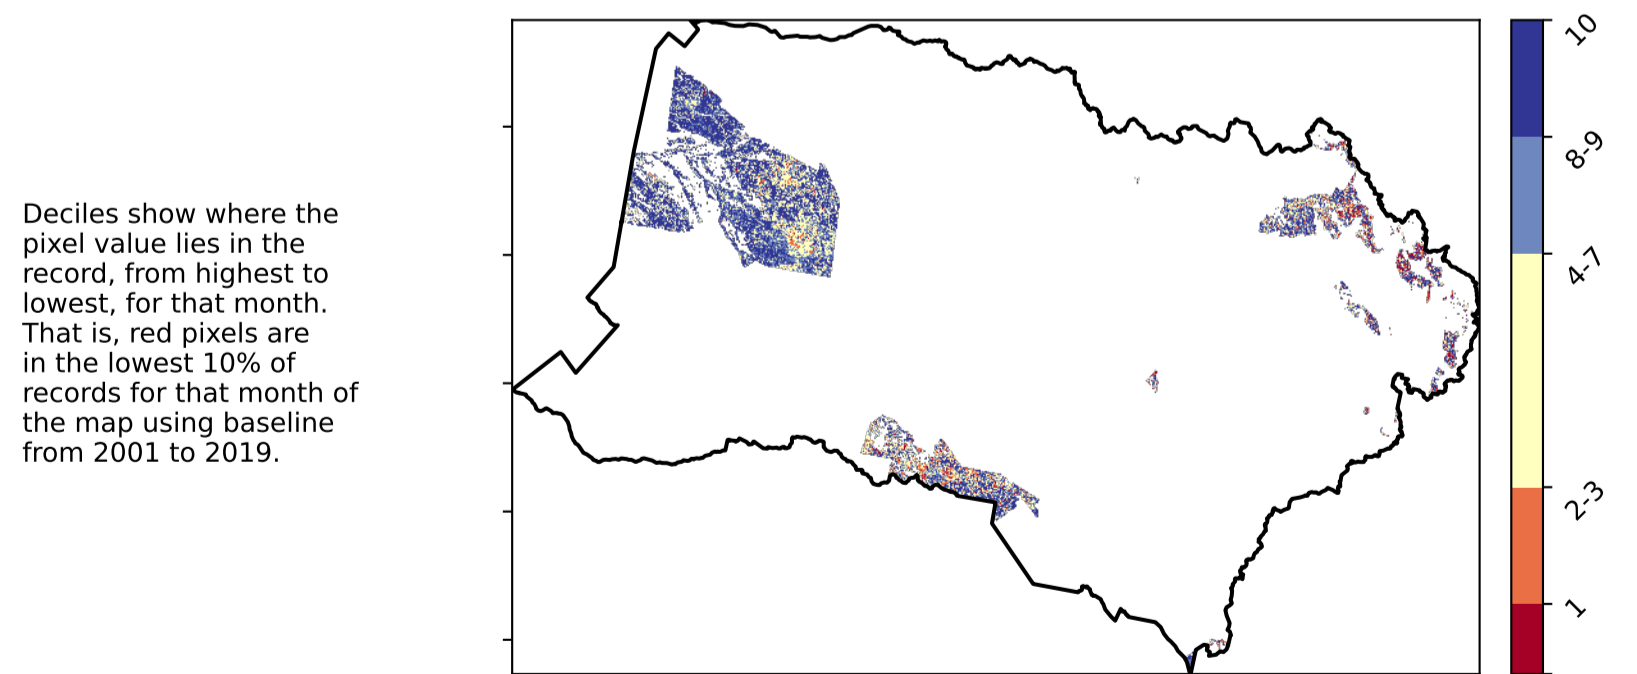 Deciles show where the
pixel value lies in the
record, from highest to
lowest, for that month.
That is, red pixels are
in the lowest 10% of
records for that month of
the map using baseline
from 2001 to 2019.
10
8-9
4-7
2-3
1